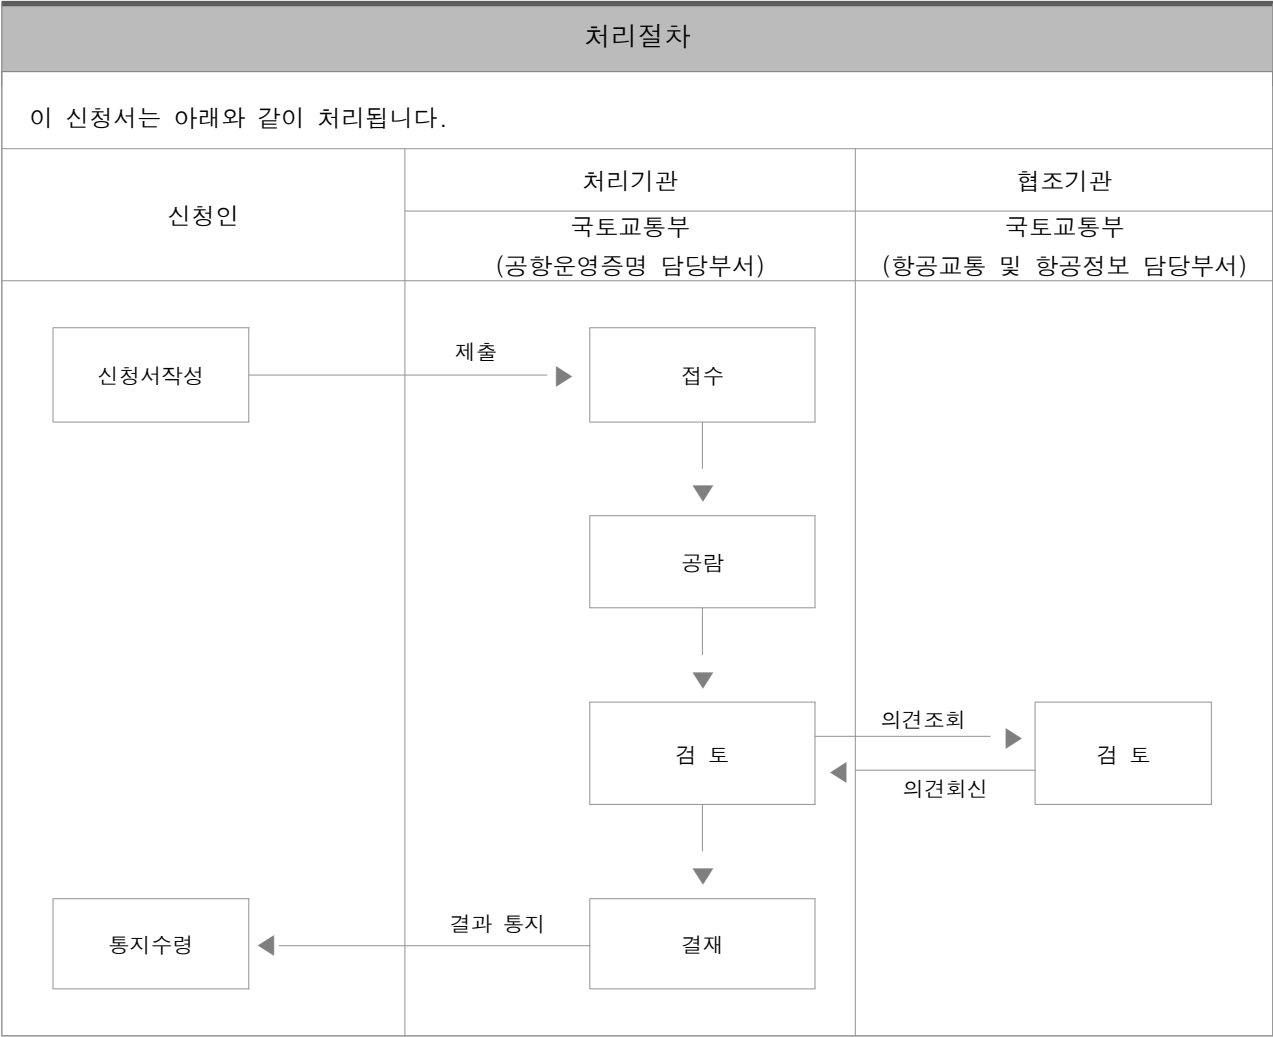 처리절차
이 신청서는 아래와 같이 처리됩니다.
신청인
처리기관
협조기관
국토교통부
(공항운영증명 담당부서)
국토교통부
(항공교통 및 항공정보 담당부서)
신청서작성
제출
접수
공람
검 토
의견조회
의견회신
검 토
통지수령
결과 통지
결재